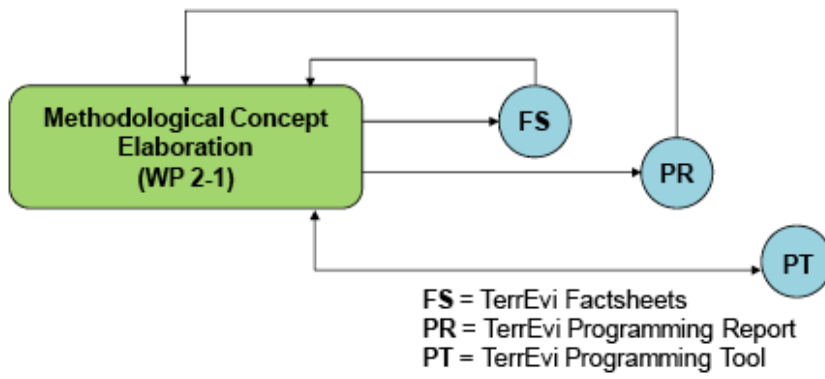 Methodological Concept
Elaboration
(WP 2-1)
FS
PR
PT
FS = TerrEvi Factsheets
PR = TerrEvi Programming Report
PT = TerrEvi Programming Tool